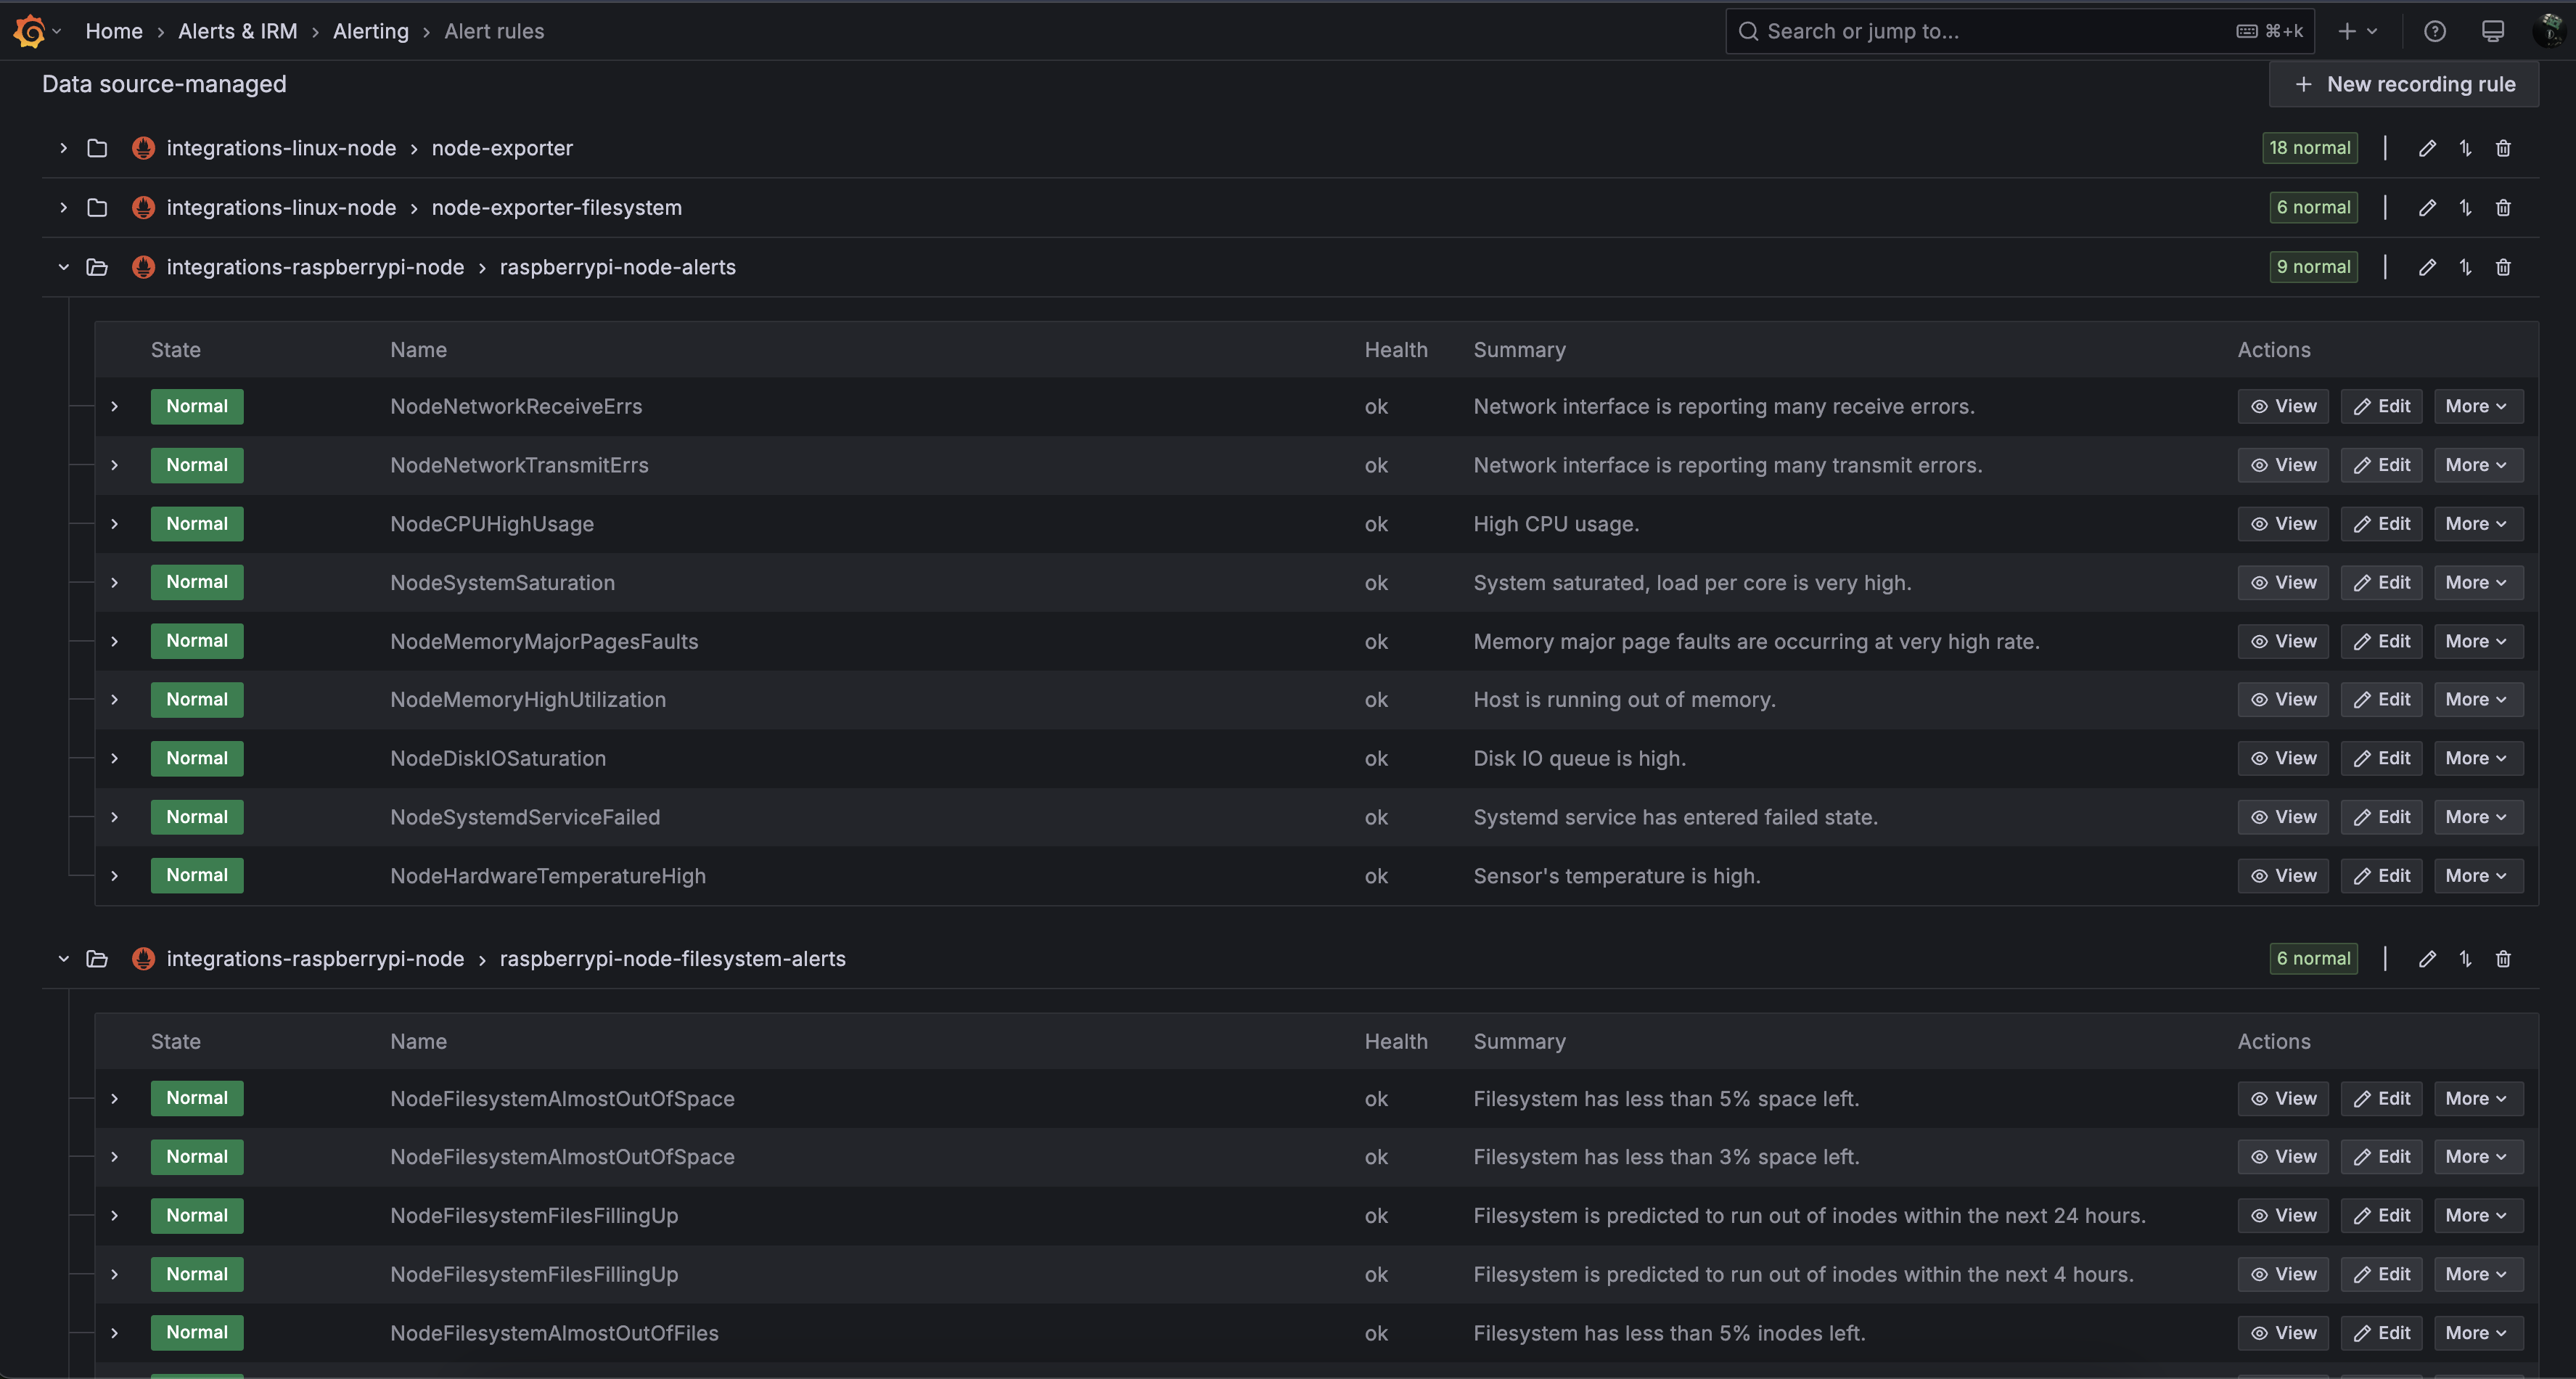 Home › Alerts & IRM › Alerting › Alert rules Search or jump to... ⌘+k
Data source-managed + New recording rule
integrations-linux-node › node-exporter 18 normal
integrations-linux-node › node-exporter-filesystem 6 normal
integrations-raspberrypi-node › raspberrypi-node-alerts 9 normal
State Name Health Summary Actions
Normal NodeNetworkReceiveErrs ok Network interface is reporting many receive errors. View Edit More
Normal NodeNetworkTransmitErrs ok Network interface is reporting many transmit errors. View Edit More
Normal NodeCPUHighUsage ok High CPU usage. View Edit More
Normal NodeSystemSaturation ok System saturated, load per core is very high. View Edit More
Normal NodeMemoryMajorPagesFaults ok Memory major page faults are occurring at very high rate. View Edit More
Normal NodeMemoryHighUtilization ok Host is running out of memory. View Edit More
Normal NodeDiskIOSaturation ok Disk IO queue is high. View Edit More
Normal NodeSystemdServiceFailed ok Systemd service has entered failed state. View Edit More
Normal NodeHardwareTemperatureHigh ok Sensor's temperature is high. View Edit More
integrations-raspberrypi-node › raspberrypi-node-filesystem-alerts 6 normal
State Name Health Summary Actions
Normal NodeFilesystemAlmostOutOfSpace ok Filesystem has less than 5% space left. View Edit More
Normal NodeFilesystemAlmostOutOfSpace ok Filesystem has less than 3% space left. View Edit More
Normal NodeFilesystemFilesFillingUp ok Filesystem is predicted to run out of inodes within the next 24 hours. View Edit More
Normal NodeFilesystemFilesFillingUp ok Filesystem is predicted to run out of inodes within the next 4 hours. View Edit More
Normal NodeFilesystemAlmostOutOfFiles ok Filesystem has less than 5% inodes left. View Edit More